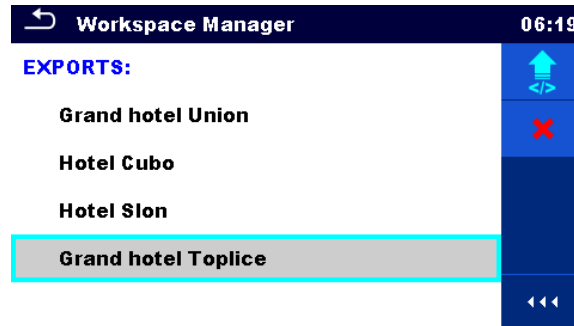 Workspace Manager 06:19
EXPORTS:
</>
Grand hotel Union
Hotel Cubo
Hotel Slon
Grand hotel Toplice